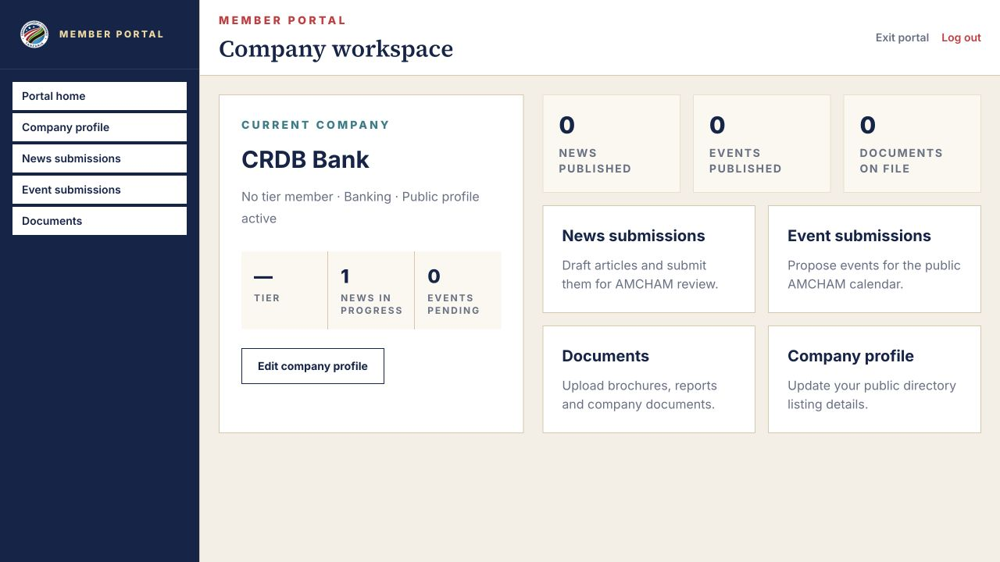 MEMBER PORTAL
Portal home
Company profile
News submissions
Event submissions
Documents
MEMBER PORTAL
Company workspace
Exit portal
Log out
CURRENT COMPANY
CRDB Bank
No tier member · Banking · Public profile
active
—
TIER
1
NEWS IN
PROGRESS
0
EVENTS
PENDING
Edit company profile
0
NEWS
PUBLISHED
0
EVENTS
PUBLISHED
0
DOCUMENTS
ON FILE
News submissions
Draft articles and submit
them for AMCHAM review.
Event submissions
Propose events for the public
AMCHAM calendar.
Documents
Upload brochures, reports
and company documents.
Company profile
Update your public directory
listing details.